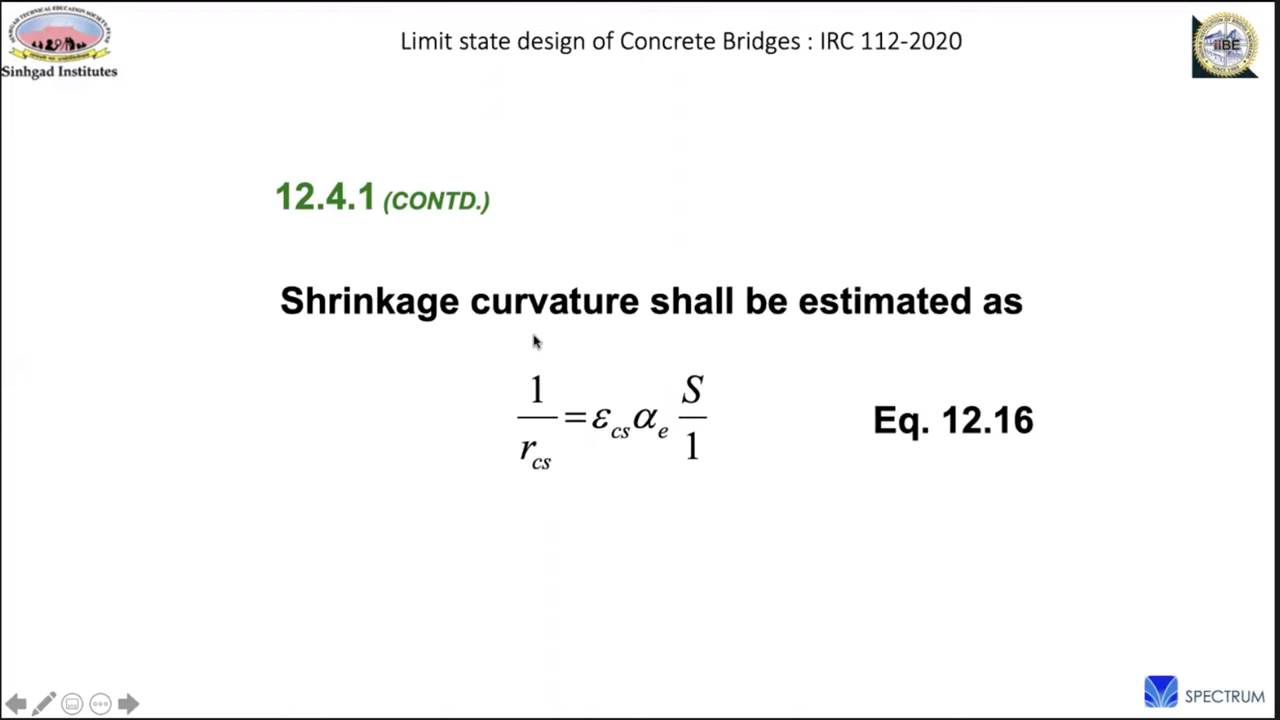 Limit state design of Concrete Bridges : IRC 112-2020
Sinhgad Institutes
iiBE
12.4.1 (CONTD.)
Shrinkage curvature shall be estimated as
1/r_cs = ε_cs α_e S/1
Eq. 12.16
SPECTRUM